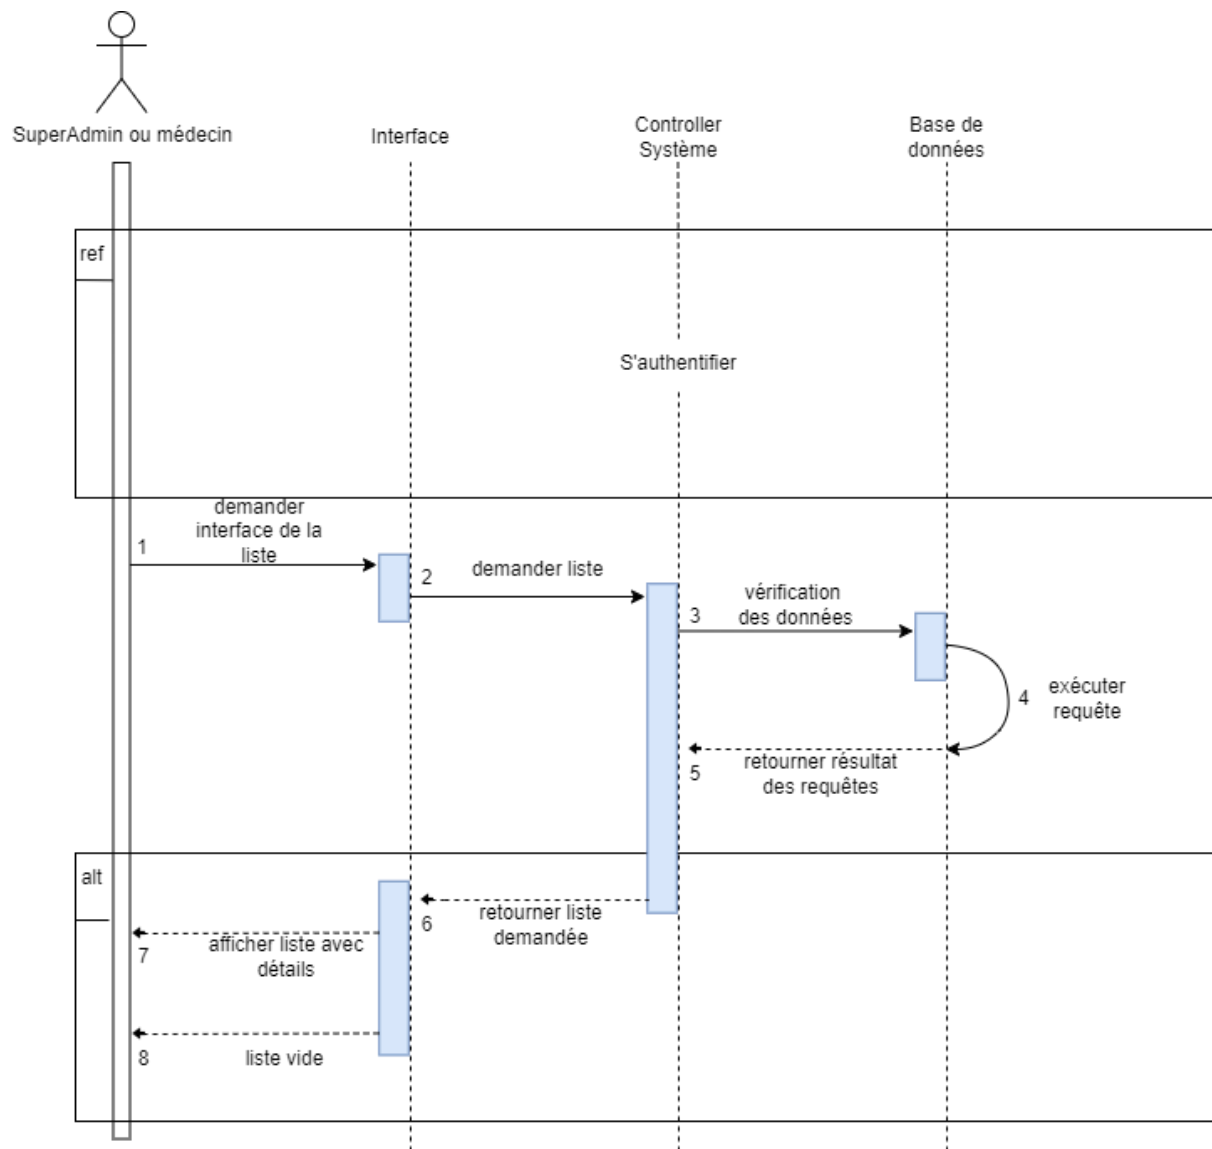 SuperAdmin ou médecin
Interface
Controller
Système
Base de
données
ref
S'authentifier
demander
interface de la
liste
1
2
demander liste
3
vérification
des données
4
exécuter
requête
5
retourner résultat
des requêtes
alt
6
retourner liste
demandée
7
afficher liste avec
détails
8
liste vide